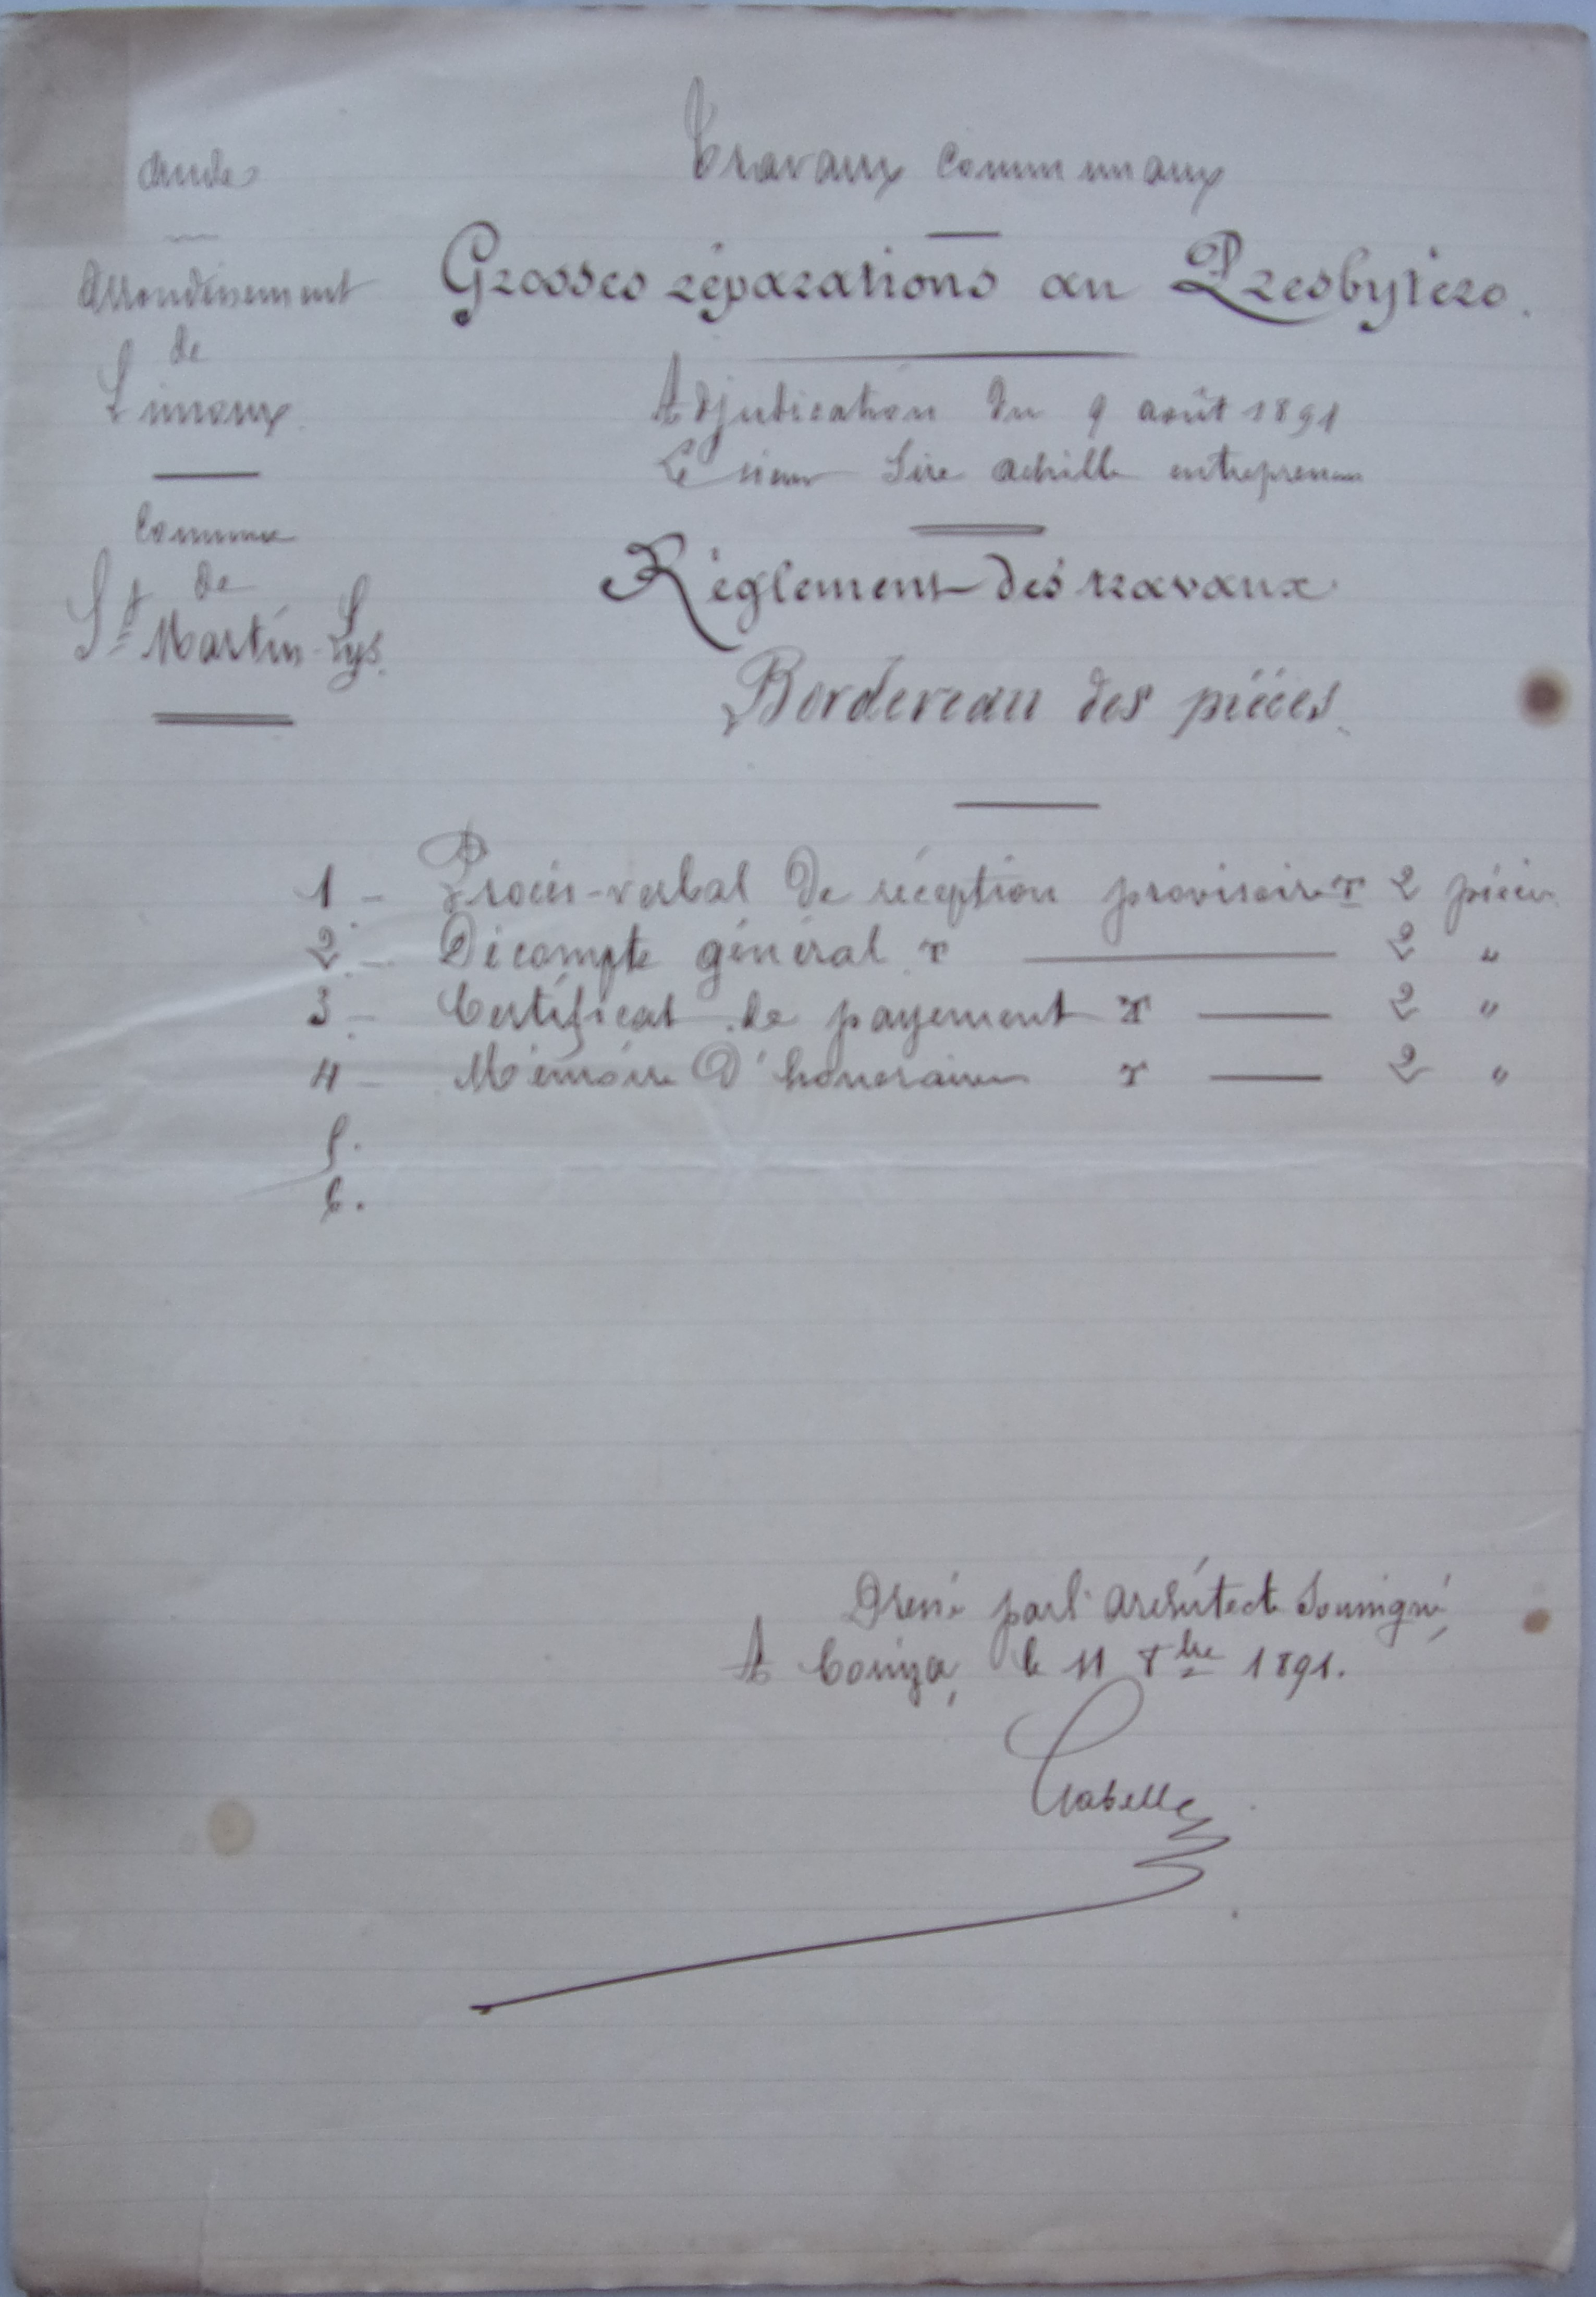 Aude
Arrondissement
de
Limoux
Commune
de
St Martin-Lys.
Travaux Communaux
Grosses réparations au Presbytère.
Adjudication du 9 août 1891
Le sieur Sire Achille entrepreneur
Règlement des travaux
Bordereau des pièces.
1 - Procès-verbal de réception provisoire 2 pièces
2. - Décompte général 2 "
3 - Certificat de payement 2 "
4 - Mémoire d'honoraires 2 "
5.
6.
Dressé par l'architecte soussigné,
A Couiza, le 11 8bre 1891.